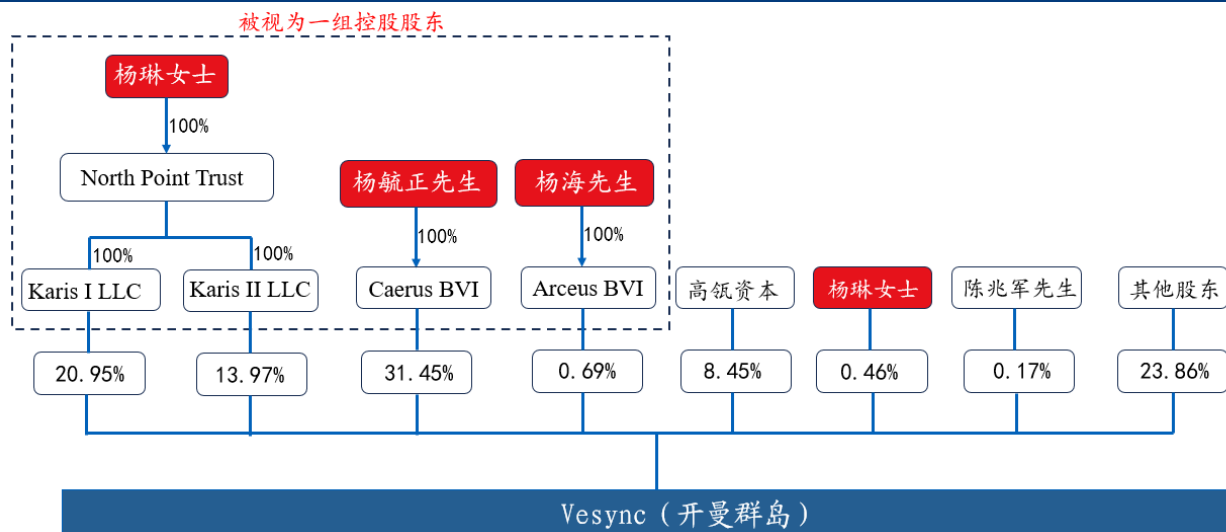 被视为一组控股股东
杨琳女士
100%
North Point Trust
杨毓正先生
杨海先生
100%
100%
100%
100%
Karis I LLC
Karis II LLC
Caerus BVI
Arceus BVI
高瓴资本
杨琳女士
陈兆军先生
其他股东
20.95%
13.97%
31.45%
0.69%
8.45%
0.46%
0.17%
23.86%
Vesync（开曼群岛）